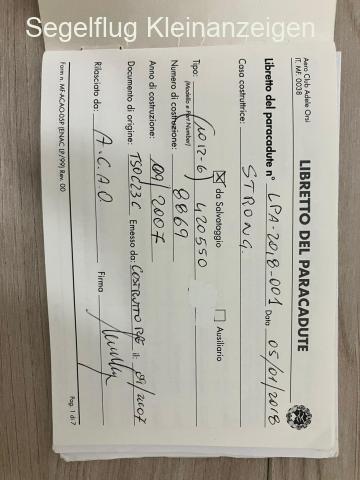 Segelflug Kleinanzeigen
Aero Club Adele Orsi
IT. MF. 0038
LIBRETTO DEL PARACADUTE
Libretto del paracadute n° LPA-2018-001 Data 05/01/2018
Casa costruttrice: STRONG
da Salvataggio
Ausiliario
Tipo: 420550
(Modello e Part Number)
Numero di costruzione: 8869
Anno di costruzione: 09/2007
Documento di origine: TSO C23C Emesso da: COSTRUTTORE il: 09/2007
Rilasciato da: A.C.A.O Firma
Form n. MF-ACAO-05P (ENAC LP/99) Rev. 00
Pag. 1 di 7